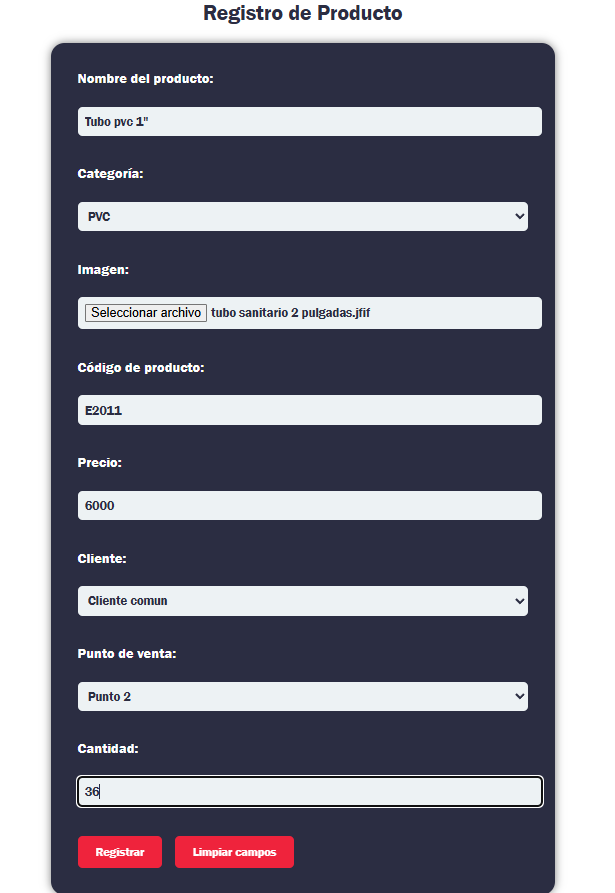 Registro de Producto
Nombre del producto:
Tubo pvc 1"
Categoría:
PVC
Imagen:
Seleccionar archivo tubo sanitario 2 pulgadas.jfif
Código de producto:
E2011
Precio:
6000
Cliente:
Cliente comun
Punto de venta:
Punto 2
Cantidad:
36
Registrar Limpiar campos